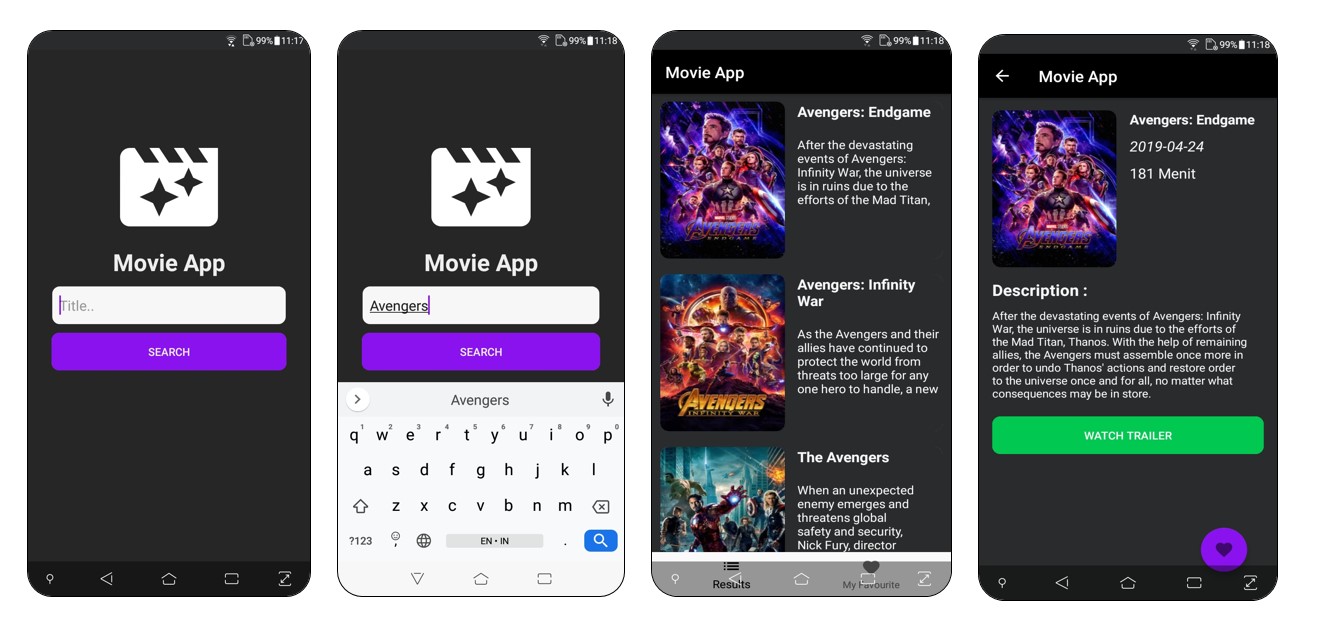 99% 11:17
Movie App
Title..
SEARCH
99% 11:18
Movie App
Avengers
SEARCH
Avengers
q1 w2 e3 r4 t5 y6 u7 i8 o9 p0
a s d f g h j k l
z x c v b n m
?123 , EN • IN .
99% 11:18
Movie App
Avengers: Endgame
After the devastating
events of Avengers:
Infinity War, the universe
is in ruins due to the
efforts of the Mad Titan,
AVENGERS
ENDGAME
Avengers: Infinity
War
As the Avengers and their
allies have continued to
protect the world from
threats too large for any
one hero to handle, a new
AVENGERS
INFINITY WAR
The Avengers
When an unexpected
enemy emerges and
threatens global
safety and security,
Nick Fury, director
Results My Favourite
99% 11:18
Movie App
Avengers: Endgame
2019-04-24
181 Menit
AVENGERS
ENDGAME
Description :
After the devastating events of Avengers: Infinity
War, the universe is in ruins due to the efforts of
the Mad Titan, Thanos. With the help of remaining
allies, the Avengers must assemble once more in
order to undo Thanos' actions and restore order
to the universe once and for all, no matter what
consequences may be in store.
WATCH TRAILER